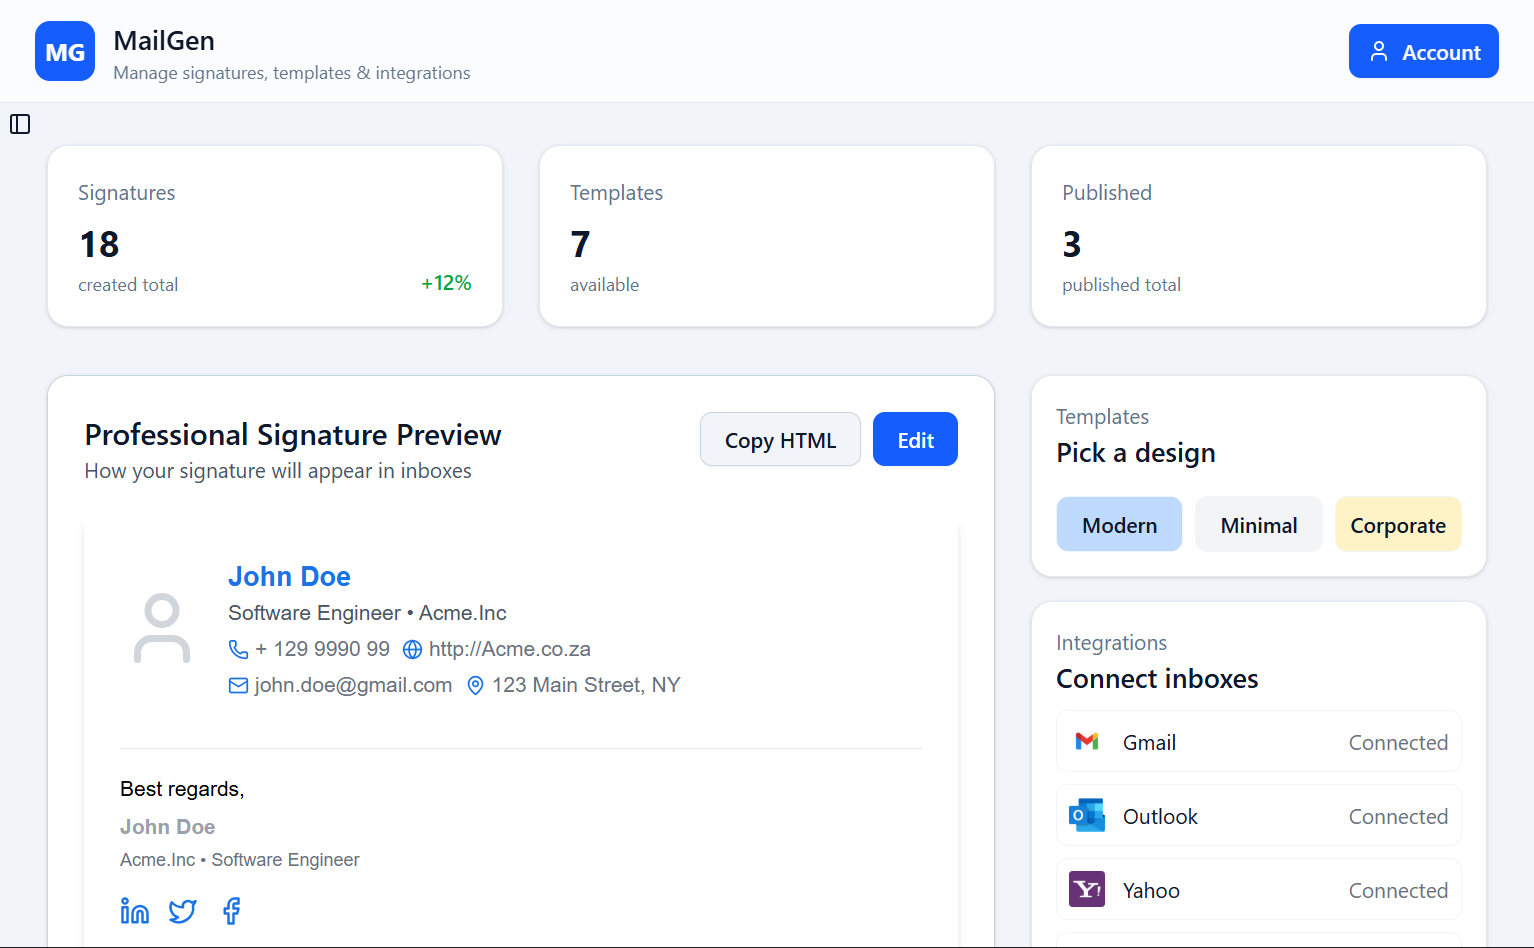 MG
MailGen
Manage signatures, templates & integrations
Account
Signatures
18
created total
+12%
Templates
7
available
Published
3
published total
Professional Signature Preview
How your signature will appear in inboxes
Copy HTML
Edit
John Doe
Software Engineer • Acme.Inc
+ 129 9990 99 http://Acme.co.za
john.doe@gmail.com 123 Main Street, NY
Best regards,
John Doe
Acme.Inc • Software Engineer
Templates
Pick a design
Modern
Minimal
Corporate
Integrations
Connect inboxes
Gmail Connected
Outlook Connected
Yahoo Connected